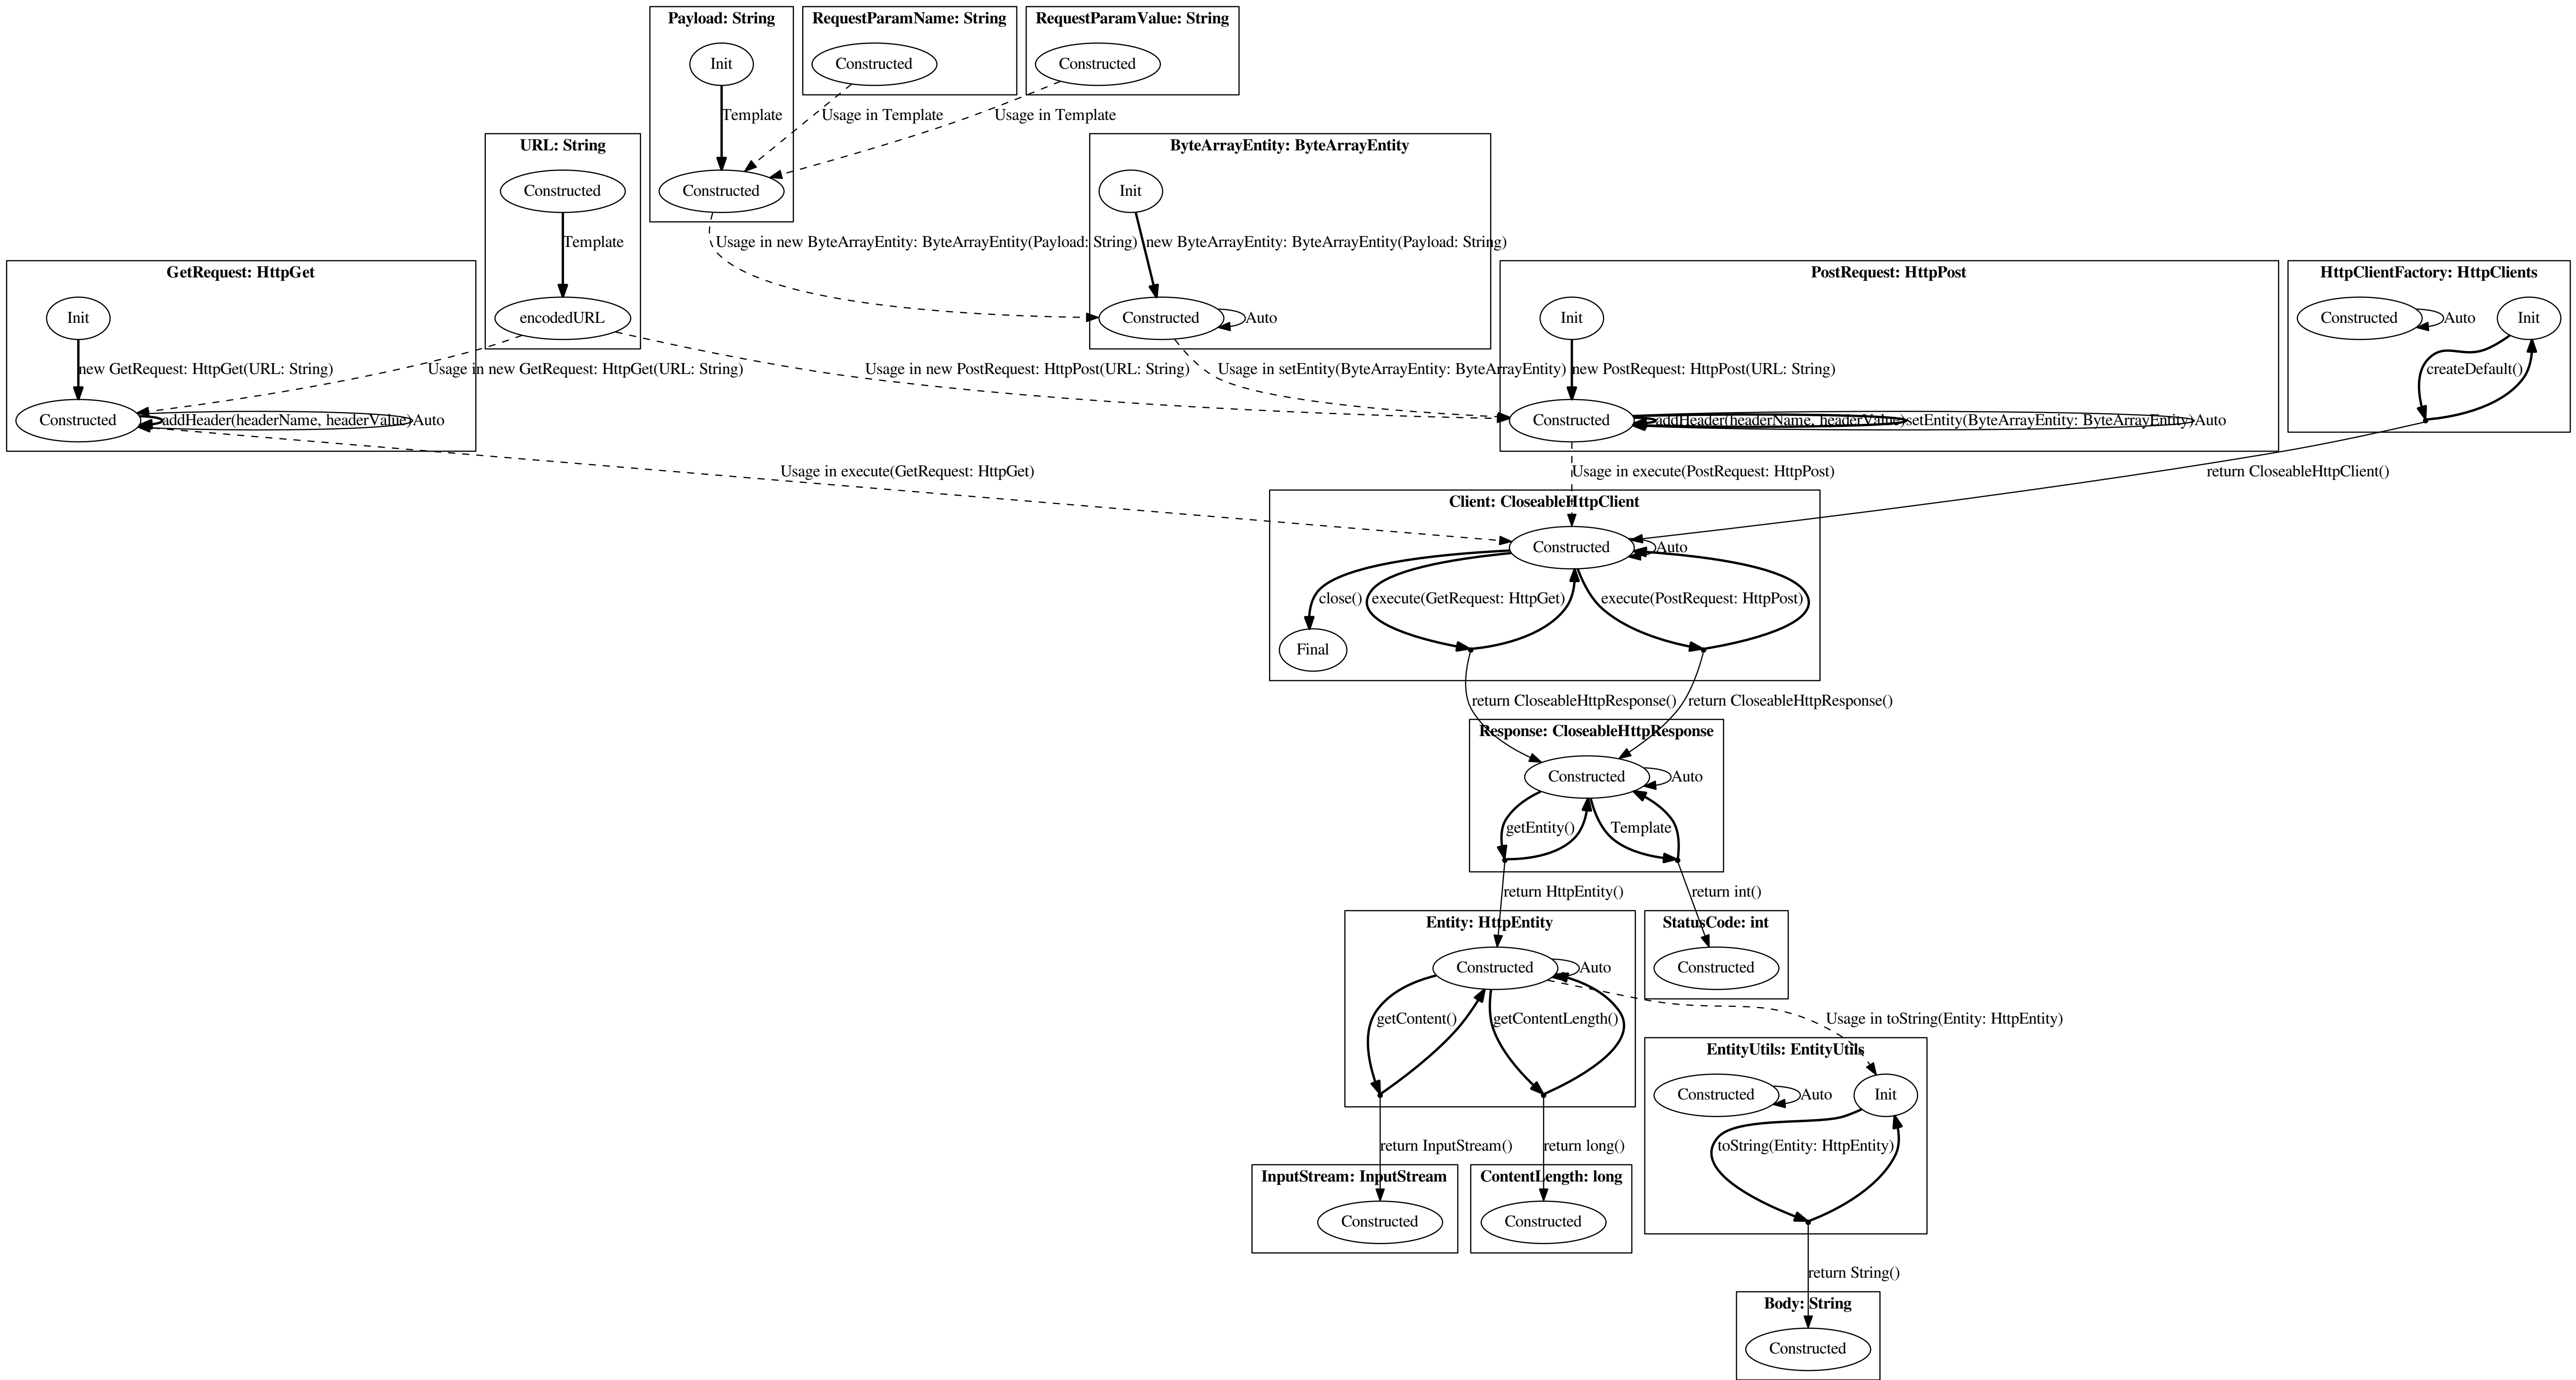 Payload: String
RequestParamName: String
RequestParamValue: String
Init
Constructed
Constructed
Template
Usage in Template
Usage in Template
URL: String
ByteArrayEntity: ByteArrayEntity
Constructed
Constructed
Init
Template
Usage in new ByteArrayEntity: ByteArrayEntity(Payload: String)
new ByteArrayEntity: ByteArrayEntity(Payload: String)
GetRequest: HttpGet
PostRequest: HttpPost
HttpClientFactory: HttpClients
Init
encodedURL
Constructed
Auto
Init
Constructed
Auto
Init
new GetRequest: HttpGet(URL: String)
Usage in new GetRequest: HttpGet(URL: String)
Usage in new PostRequest: HttpPost(URL: String)
Usage in setEntity(ByteArrayEntity: ByteArrayEntity)
new PostRequest: HttpPost(URL: String)
createDefault()
Constructed
addHeader(headerName, headerValue)
Auto
Constructed
addHeader(headerName, headerValue)
setEntity(ByteArrayEntity: ByteArrayEntity)
Auto
Usage in execute(GetRequest: HttpGet)
Usage in execute(PostRequest: HttpPost)
return CloseableHttpClient()
Client: CloseableHttpClient
Constructed
Auto
close()
execute(GetRequest: HttpGet)
execute(PostRequest: HttpPost)
Final
return CloseableHttpResponse()
return CloseableHttpResponse()
Response: CloseableHttpResponse
Constructed
Auto
getEntity()
Template
return HttpEntity()
return int()
Entity: HttpEntity
StatusCode: int
Constructed
Auto
Constructed
getContent()
getContentLength()
Usage in toString(Entity: HttpEntity)
EntityUtils: EntityUtils
Constructed
Auto
Init
return InputStream()
return long()
toString(Entity: HttpEntity)
InputStream: InputStream
ContentLength: long
Constructed
Constructed
return String()
Body: String
Constructed